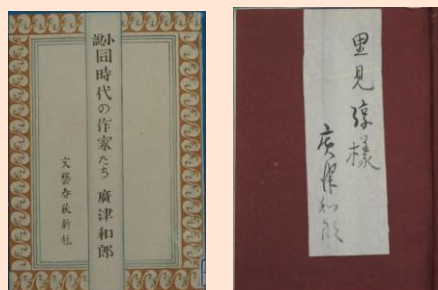 小説 同時代の作家たち 廣津和郎
文藝春秋新社
里見弴様
廣津和郎